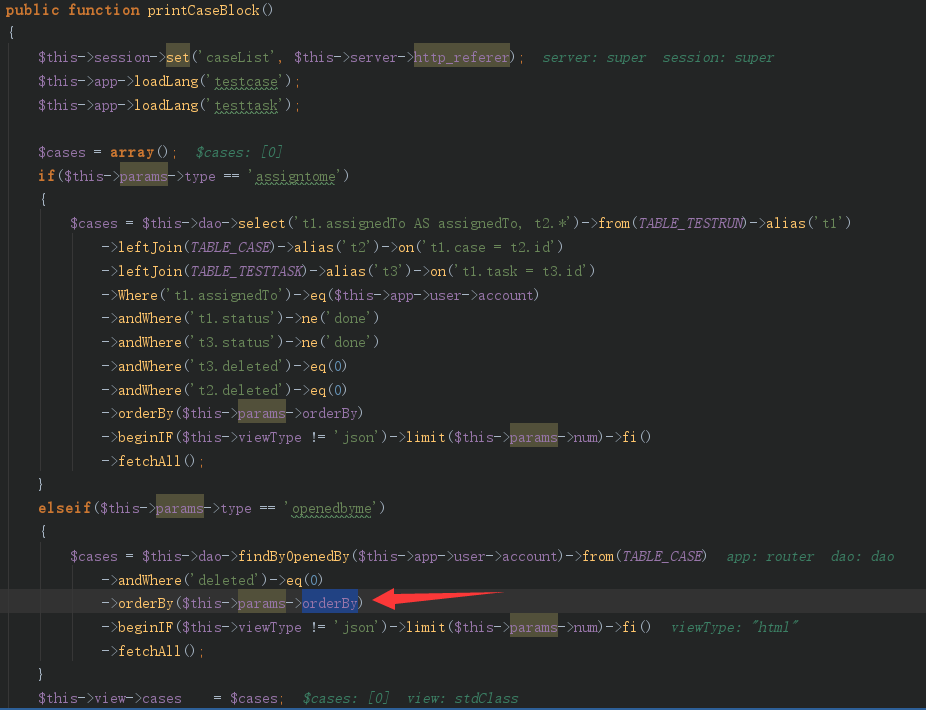 public function printCaseBlock()
{
$this->session->set('caseList', $this->server->http_referer);  server: super  session: super
$this->app->loadLang('testcase');
$this->app->loadLang('testtask');
$cases = array();  $cases: [0]
if($this->params->type == 'assigntome')
{
$cases = $this->dao->select('t1.assignedTo AS assignedTo, t2.*')->from(TABLE_TESTRUN)->alias('t1')
->leftJoin(TABLE_CASE)->alias('t2')->on('t1.case = t2.id')
->leftJoin(TABLE_TESTTASK)->alias('t3')->on('t1.task = t3.id')
->Where('t1.assignedTo')->eq($this->app->user->account)
->andWhere('t1.status')->ne('done')
->andWhere('t3.status')->ne('done')
->andWhere('t3.deleted')->eq(0)
->andWhere('t2.deleted')->eq(0)
->orderBy($this->params->orderBy)
->beginIF($this->viewType != 'json')->limit($this->params->num)->fi()
->fetchAll();
}
elseif($this->params->type == 'openedbyme')
{
$cases = $this->dao->findByOpenedBy($this->app->user->account)->from(TABLE_CASE)  app: router  dao: dao
->andWhere('deleted')->eq(0)
->orderBy($this->params->orderBy)
->beginIF($this->viewType != 'json')->limit($this->params->num)->fi()  viewType: "html"
->fetchAll();
}
$this->view->cases    = $cases;  $cases: [0]  view: stdClass